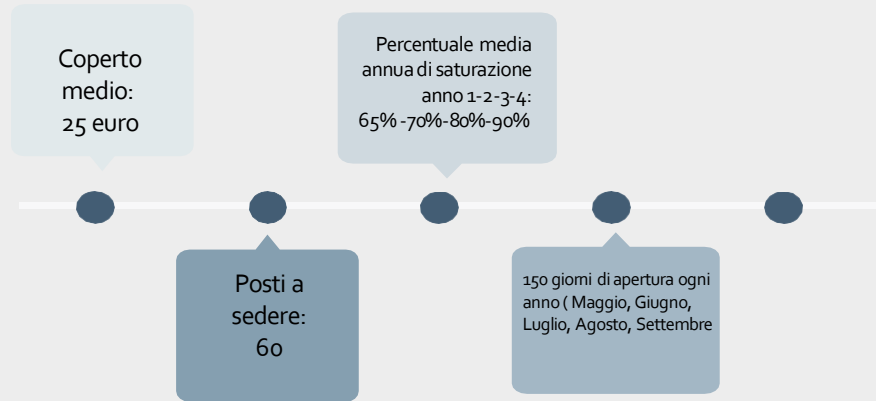 Coperto
medio:
25 euro
Posti a
sedere:
60
Percentuale media
annua di saturazione
anno 1-2-3-4:
65% -70%-80%-90%
150 giorni di apertura ogni
anno ( Maggio, Giugno,
Luglio, Agosto, Settembre